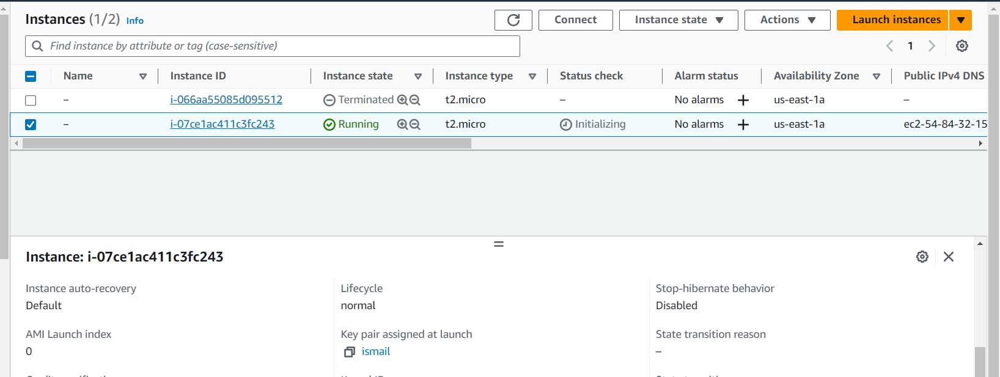 Instances (1/2) Info
Connect
Instance state
Actions
Launch instances
Find instance by attribute or tag (case-sensitive)
1
Name Instance ID Instance state Instance type Status check Alarm status Availability Zone Public IPv4 DNS
– i-066aa55085d095512 Terminated t2.micro – No alarms + us-east-1a –
– i-07ce1ac411c3fc243 Running t2.micro Initializing No alarms + us-east-1a ec2-54-84-32-15
Instance: i-07ce1ac411c3fc243
Instance auto-recovery
Default
Lifecycle
normal
Stop-hibernate behavior
Disabled
AMI Launch index
0
Key pair assigned at launch
ismail
State transition reason
–